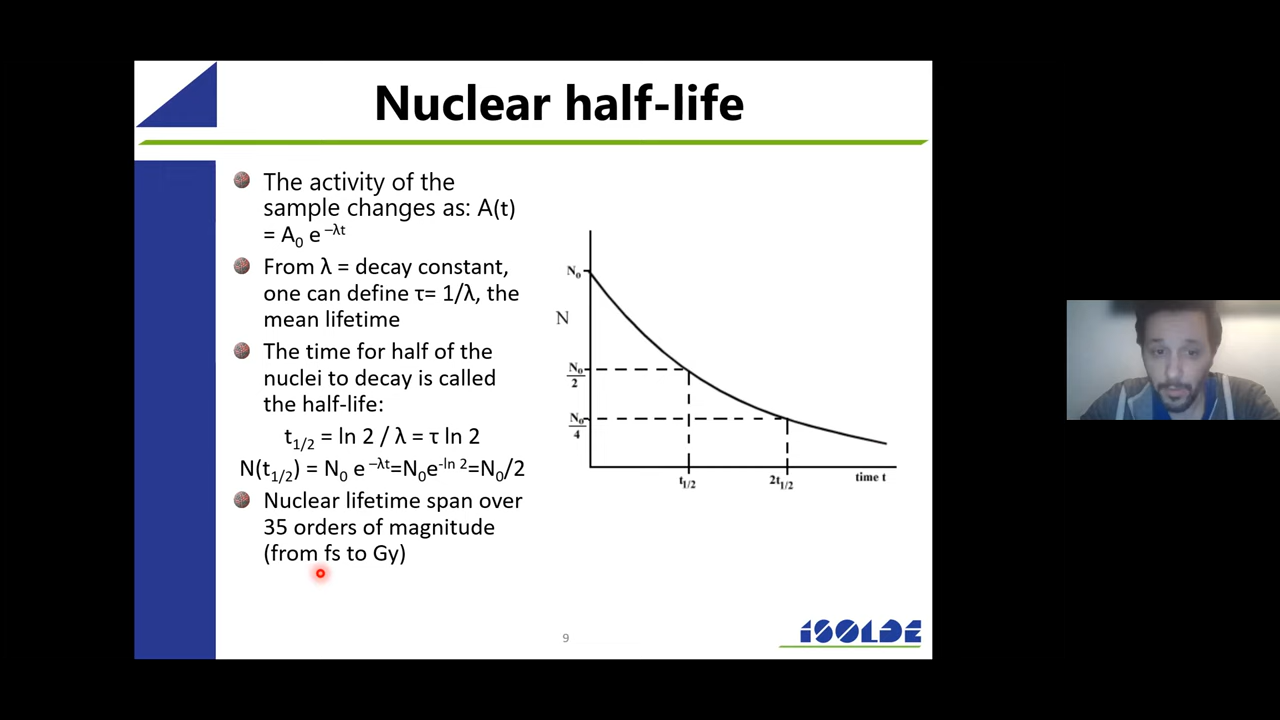 Nuclear half-life
The activity of the
sample changes as: A(t)
= A₀ e ^–λt
From λ = decay constant,
one can define τ= 1/λ, the
mean lifetime
The time for half of the
nuclei to decay is called
the half-life:
t₁/₂ = ln 2 / λ = τ ln 2
N(t₁/₂) = N₀ e ^–λt=N₀e^-ln 2=N₀/2
Nuclear lifetime span over
35 orders of magnitude
(from fs to Gy)
N₀
N
N₀
2
N₀
4
t₁/₂
2t₁/₂
time t
9
ISOLDE